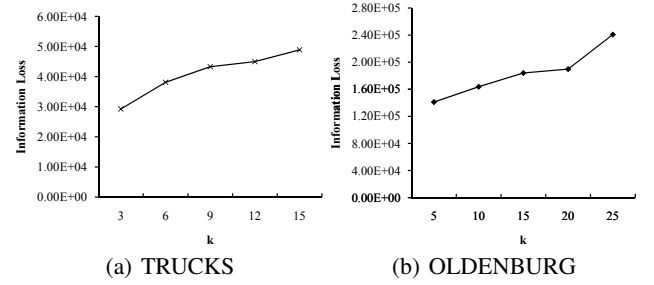 6.00E+04
5.00E+04
4.00E+04
3.00E+04
2.00E+04
1.00E+04
0.00E+00
Information Loss
3 6 9 12 15
k
(a) TRUCKS
2.80E+05
2.40E+05
2.00E+05
1.60E+05
1.20E+05
8.00E+04
4.00E+04
0.00E+00
Information Loss
5 10 15 20 25
k
(b) OLDENBURG